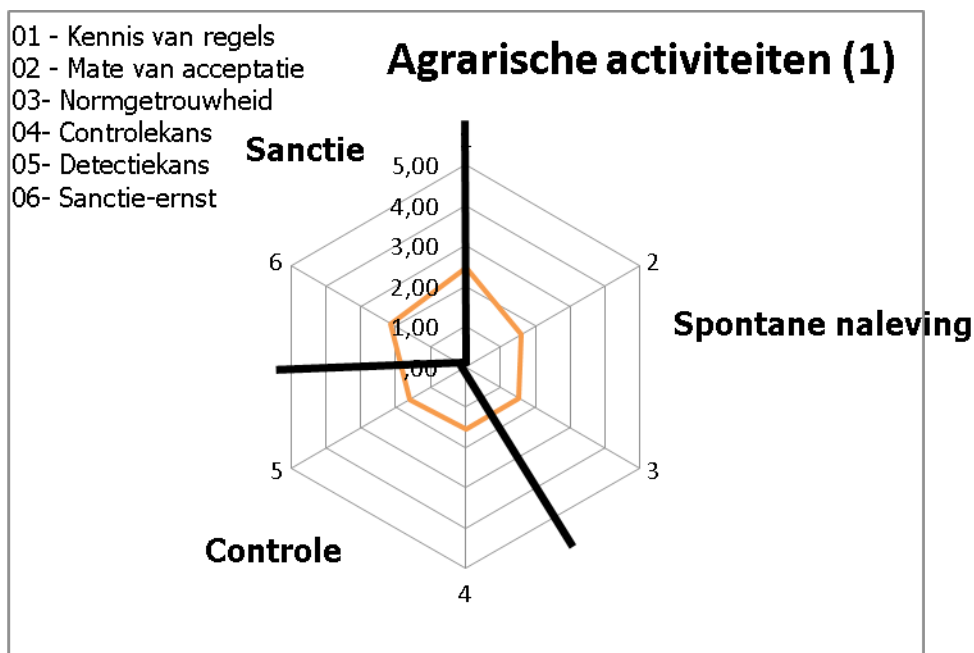 01 - Kennis van regels
02 - Mate van acceptatie
03- Normgetrouwheid
04- Controlekans
05- Detectiekans
06- Sanctie-ernst
Agrarische activiteiten (1)
Sanctie
5,00
4,00
3,00
2,00
1,00
,00
2
3
4
5
6
Spontane naleving
Controle